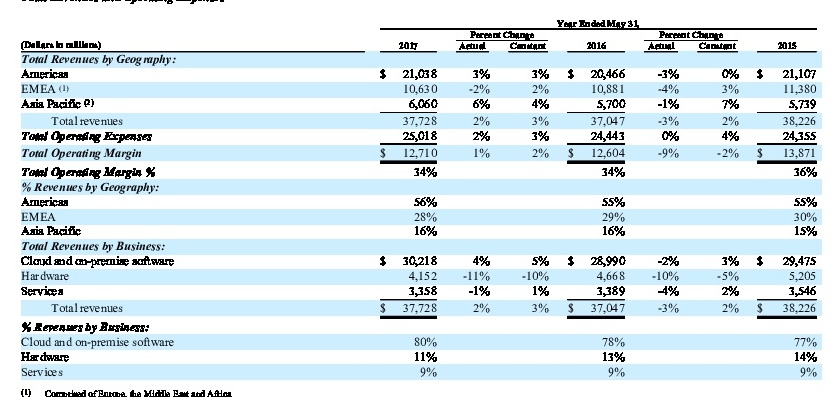 Year Ended May 31,
Percent Change Percent Change
(Dollars in millions) 2017 Actual Constant 2016 Actual Constant 2015
Total Revenues by Geography:
Americas $ 21,038 3% 3% $ 20,466 -3% 0% $ 21,107
EMEA (1) 10,630 -2% 2% 10,881 -4% 3% 11,380
Asia Pacific (2) 6,060 6% 4% 5,700 -1% 7% 5,739
Total revenues 37,728 2% 3% 37,047 -3% 2% 38,226
Total Operating Expenses 25,018 2% 3% 24,443 0% 4% 24,355
Total Operating Margin $ 12,710 1% 2% $ 12,604 -9% -2% $ 13,871
Total Operating Margin % 34% 34% 36%
% Revenues by Geography:
Americas 56% 55% 55%
EMEA 28% 29% 30%
Asia Pacific 16% 16% 15%
Total Revenues by Business:
Cloud and on-premise software $ 30,218 4% 5% $ 28,990 -2% 3% $ 29,475
Hardware 4,152 -11% -10% 4,668 -10% -5% 5,205
Services 3,358 -1% 1% 3,389 -4% 2% 3,546
Total revenues $ 37,728 2% 3% $ 37,047 -3% 2% $ 38,226
% Revenues by Business:
Cloud and on-premise software 80% 78% 77%
Hardware 11% 13% 14%
Services 9% 9% 9%
(1) Comprised of Europe, the Middle East and Africa